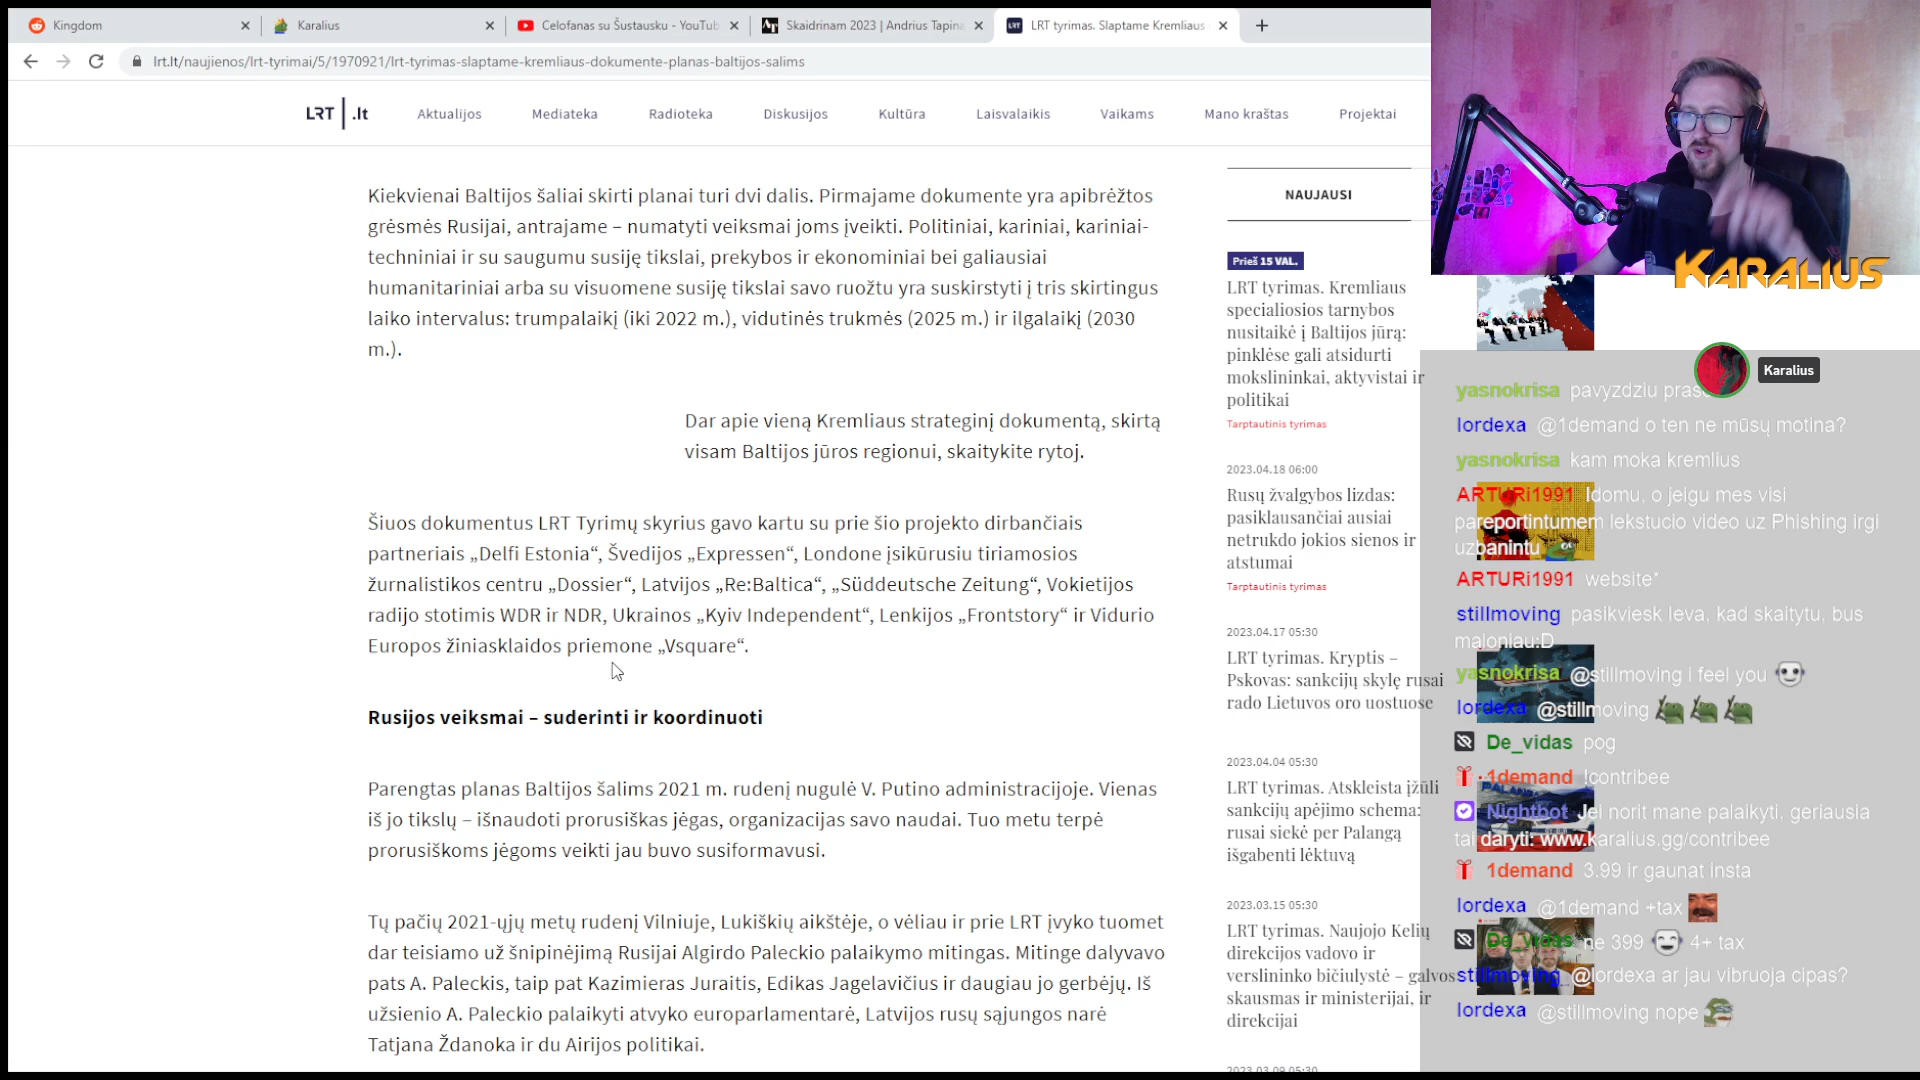 Kingdom
Karalius
Celofanas su Šustausku - YouTub
Skaidrinam 2023 | Andrius Tapina
LRT tyrimas. Slaptame Kremliaus
lrt.lt/naujienos/lrt-tyrimai/5/1970921/lrt-tyrimas-slaptame-kremliaus-dokumente-planas-baltijos-salims
LRT .lt
Aktualijos
Mediateka
Radioteka
Diskusijos
Kultūra
Laisvalaikis
Vaikams
Mano kraštas
Projektai
Kiekvienai Baltijos šaliai skirti planai turi dvi dalis. Pirmajame dokumente yra apibrėžtos
grėsmės Rusijai, antrajame – numatyti veiksmai joms įveikti. Politiniai, kariniai, kariniai-
techniniai ir su saugumu susiję tikslai, prekybos ir ekonominiai bei galiausiai
humanitariniai arba su visuomene susiję tikslai savo ruožtu yra suskirstyti į tris skirtingus
laiko intervalus: trumpalaikį (iki 2022 m.), vidutinės trukmės (2025 m.) ir ilgalaikį (2030
m.).
Dar apie vieną Kremliaus strateginį dokumentą, skirtą
visam Baltijos jūros regionui, skaitykite rytoj.
Šiuos dokumentus LRT Tyrimų skyrius gavo kartu su prie šio projekto dirbančiais
partneriais „Delfi Estonia“, Švedijos „Expressen“, Londone įsikūrusiu tiriamosios
žurnalistikos centru „Dossier“, Latvijos „Re:Baltica“, „Süddeutsche Zeitung“, Vokietijos
radijo stotimis WDR ir NDR, Ukrainos „Kyiv Independent“, Lenkijos „Frontstory“ ir Vidurio
Europos žiniasklaidos priemone „Vsquare“.
Rusijos veiksmai – suderinti ir koordinuoti
Parengtas planas Baltijos šalims 2021 m. rudenį nugulė V. Putino administracijoje. Vienas
iš jo tikslų – išnaudoti prorusiškas jėgas, organizacijas savo naudai. Tuo metu terpė
prorusiškoms jėgoms veikti jau buvo susiformavusi.
Tų pačių 2021-ųjų metų rudenį Vilniuje, Lukiškių aikštėje, o vėliau ir prie LRT įvyko tuomet
dar teisiamo už šnipinėjimą Rusijai Algirdo Paleckio palaikymo mitingas. Mitinge dalyvavo
pats A. Paleckis, taip pat Kazimieras Juraitis, Edikas Jagelavičius ir daugiau jo gerbėjų. Iš
užsienio A. Paleckio palaikyti atvyko europarlamentarė, Latvijos rusų sąjungos narė
Tatjana Ždanoka ir du Airijos politikai.
NAUJAUSI
Prieš 15 VAL.
LRT tyrimas. Kremliaus
specialiosios tarnybos
nusitaikė į Baltijos jūrą:
pinklėse gali atsidurti
mokslininkai, aktyvistai ir
politikai
Tarptautinis tyrimas
2023.04.18 06:00
Rusų žvalgybos lizdas:
pasiklausančiai ausiai
netrukdo jokios sienos ir
atstumai
Tarptautinis tyrimas
2023.04.17 05:30
LRT tyrimas. Kryptis –
Pskovas: sankcijų skylę rusai
rado Lietuvos oro uostuose
2023.04.04 05:30
LRT tyrimas. Atskleista įžūli
sankcijų apėjimo schema:
rusai siekė per Palangą
išgabenti lėktuvą
2023.03.15 05:30
LRT tyrimas. Naujojo Kelių
direkcijos vadovo ir
verslininko bičiulystė – galvos
skausmas ir ministerijai, ir
direkcijai
2023.03.09 05:30
KARALIUS
Karalius
yasnokrisa pavyzdziu pras
lordexa @1demand o ten ne mūsų motina?
yasnokrisa kam moka kremlius
ARTURi1991 Idomu, o jeigu mes visi
pareportintumem lekstucio video uz Phishing irgi
uzbanintu
ARTURi1991 website*
stillmoving pasikviesk Ieva, kad skaitytu, bus
maloniau:D
yasnokrisa @stillmoving i feel you
lordexa @stillmoving
De_vidas pog
1demand !contribee
Nightbot Jei norit mane palaikyti, geriausia
tai daryti: www.karalius.gg/contribee
1demand 3.99 ir gaunat insta
lordexa @1demand +tax
De_vidas ne 399 4+ tax
stillmoving @lordexa ar jau vibruoja cipas?
lordexa @stillmoving nope